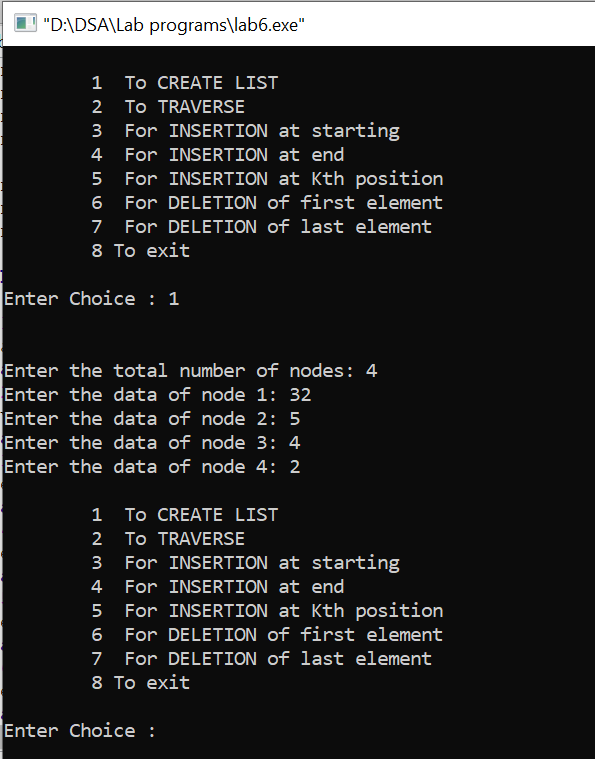 "D:\DSA\Lab programs\lab6.exe"
1  To CREATE LIST
2  To TRAVERSE
3  For INSERTION at starting
4  For INSERTION at end
5  For INSERTION at Kth position
6  For DELETION of first element
7  For DELETION of last element
8 To exit
Enter Choice : 1
Enter the total number of nodes: 4
Enter the data of node 1: 32
Enter the data of node 2: 5
Enter the data of node 3: 4
Enter the data of node 4: 2
1  To CREATE LIST
2  To TRAVERSE
3  For INSERTION at starting
4  For INSERTION at end
5  For INSERTION at Kth position
6  For DELETION of first element
7  For DELETION of last element
8 To exit
Enter Choice :